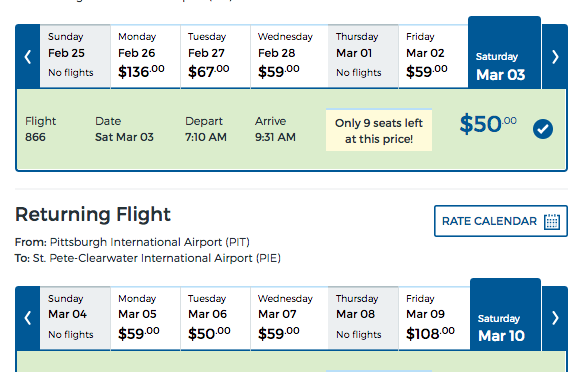 Sunday Monday Tuesday Wednesday Thursday Friday
Feb 25 Feb 26 Feb 27 Feb 28 Mar 01 Mar 02 Saturday
No flights $136.00 $67.00 $59.00 No flights $59.00 Mar 03
Flight Date Depart Arrive Only 9 seats left $50.00
866 Sat Mar 03 7:10 AM 9:31 AM at this price!
Returning Flight
RATE CALENDAR
From: Pittsburgh International Airport (PIT)
To: St. Pete-Clearwater International Airport (PIE)
Sunday Monday Tuesday Wednesday Thursday Friday
Mar 04 Mar 05 Mar 06 Mar 07 Mar 08 Mar 09 Saturday
No flights $59.00 $50.00 $59.00 No flights $108.00 Mar 10